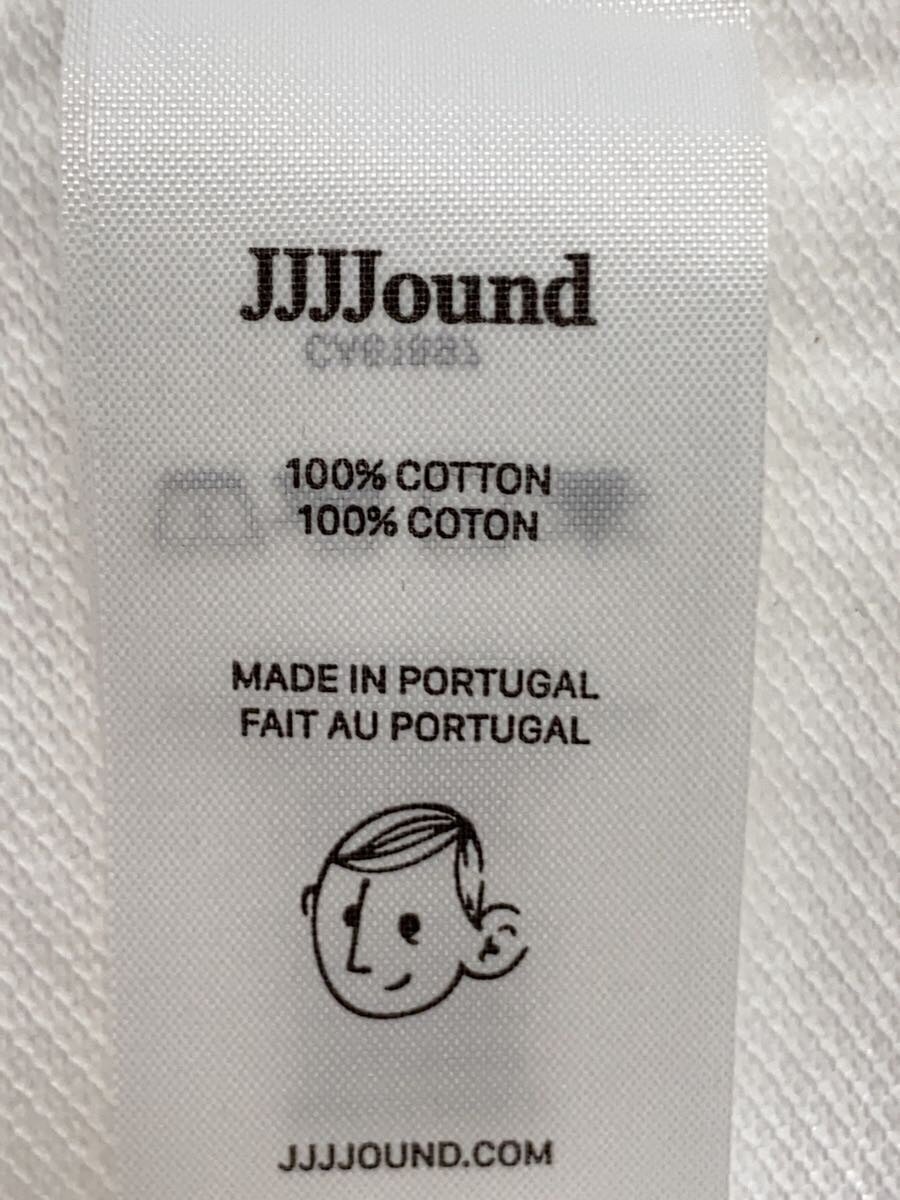 JJJJound
100% COTTON
100% COTON
MADE IN PORTUGAL
FAIT AU PORTUGAL
JJJJOUND.COM